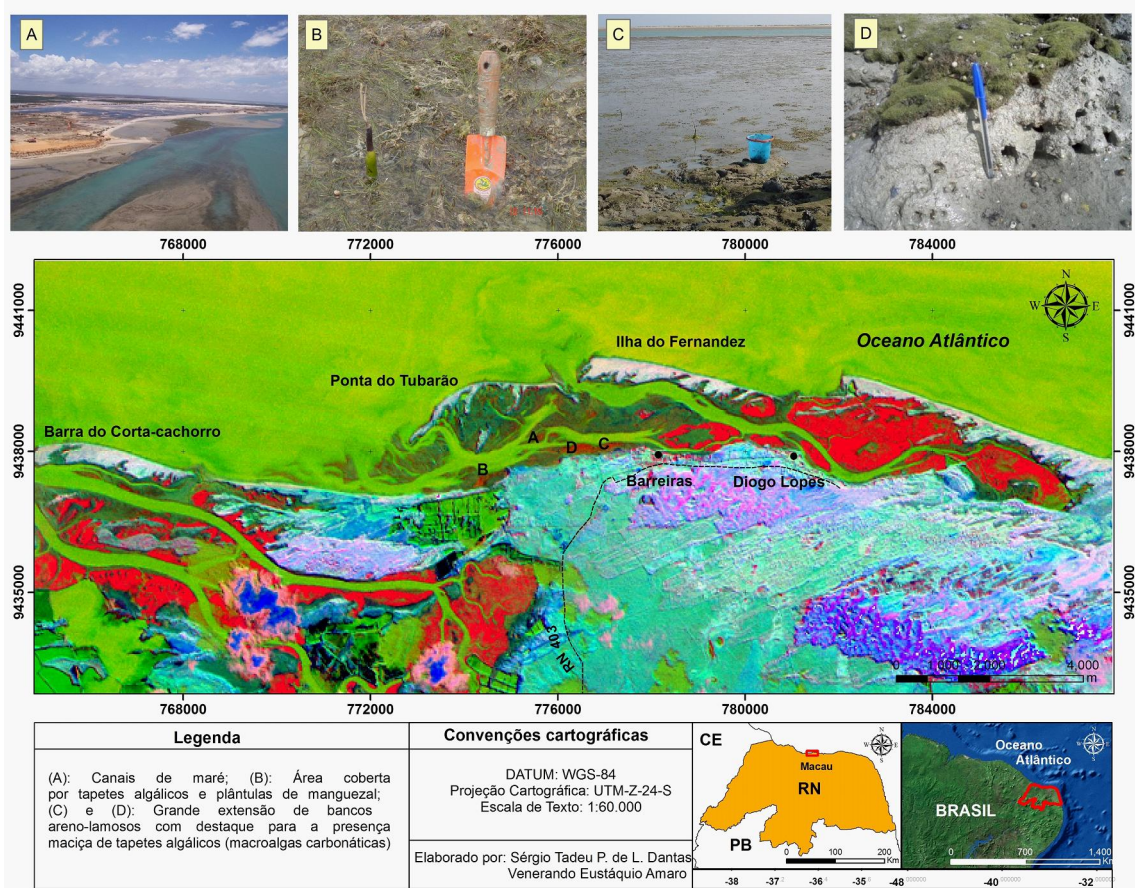 A
B
C
D
768000
772000
776000
780000
784000
9441000
9441000
N
W
E
S
Oceano Atlântico
Ilha do Fernandez
Ponta do Tubarão
Barra do Corta-cachorro
A
D
C
B
9438000
9438000
Barreiras
Diogo Lopes
9435000
9435000
RN 403
0 1,000 2,000 4,000
m
768000
772000
776000
780000
784000
Legenda
(A): Canais de maré; (B): Área coberta
por tapetes algálicos e plântulas de manguezal;
(C) e (D): Grande extensão de bancos
areno-lamosos com destaque para a presença
maciça de tapetes algálicos (macroalgas carbonáticas)
Convenções cartográficas
DATUM: WGS-84
Projeção Cartográfica: UTM-Z-24-S
Escala de Texto: 1:60.000
Elaborado por: Sérgio Tadeu P. de L. Dantas
Venerando Eustáquio Amaro
CE
Macau
RN
PB
0 100 200
Km
-38 -37 -36 -35
Oceano
Atlântico
BRASIL
0 700 1,400
Km
-48 -40 -32